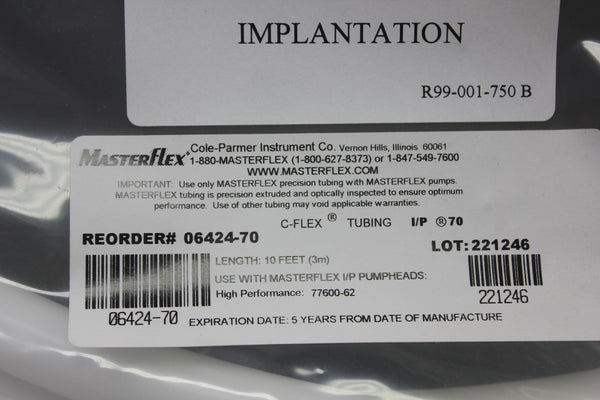 IMPLANTATION
R99-001-750 B
MASTERFLEX® Cole-Parmer Instrument Co. Vernon Hills, Illinois 60061
1-880-MASTERFLEX (1-800-627-8373) or 1-847-549-7600
WWW.MASTERFLEX.COM
IMPORTANT: Use only MASTERFLEX precision tubing with MASTERFLEX pumps.
MASTERFLEX tubing is precision extruded and optically inspected to ensure optimum
performance. Use of other tubing may void applicable warranties.
C-FLEX ® TUBING I/P ®70
REORDER# 06424-70 LOT: 221246
LENGTH: 10 FEET (3m)
USE WITH MASTERFLEX I/P PUMPHEADS:
High Performance: 77600-62
06424-70 221246
EXPIRATION DATE: 5 YEARS FROM DATE OF MANUFACTURE